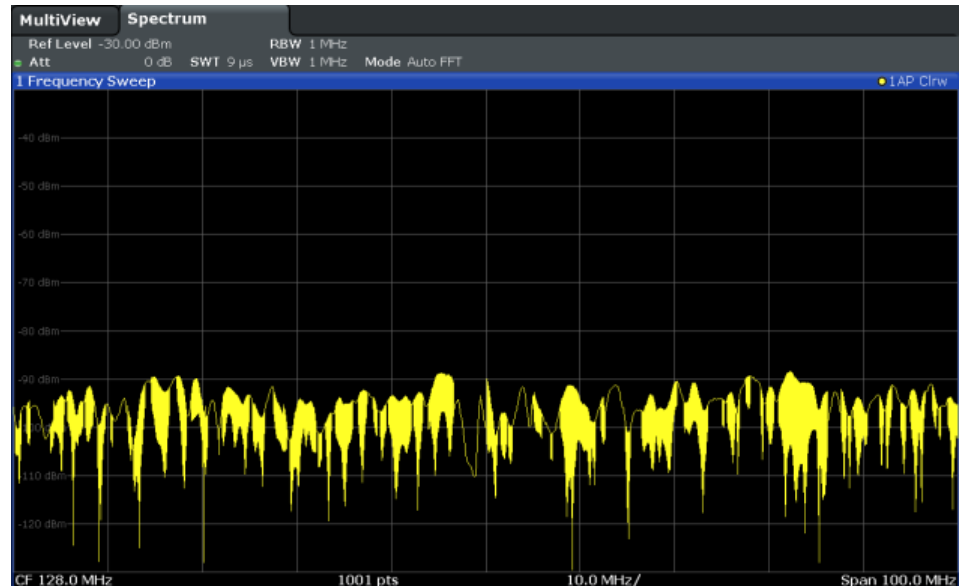 MultiView Spectrum
Ref Level -30.00 dBm RBW 1 MHz
Att 0 dB SWT 9 µs VBW 1 MHz Mode Auto FFT
1 Frequency Sweep 1AP Clrw
-40 dBm
-50 dBm
-60 dBm
-70 dBm
-80 dBm
-90 dBm
-110 dBm
-120 dBm
CF 128.0 MHz 1001 pts 10.0 MHz/ Span 100.0 MHz